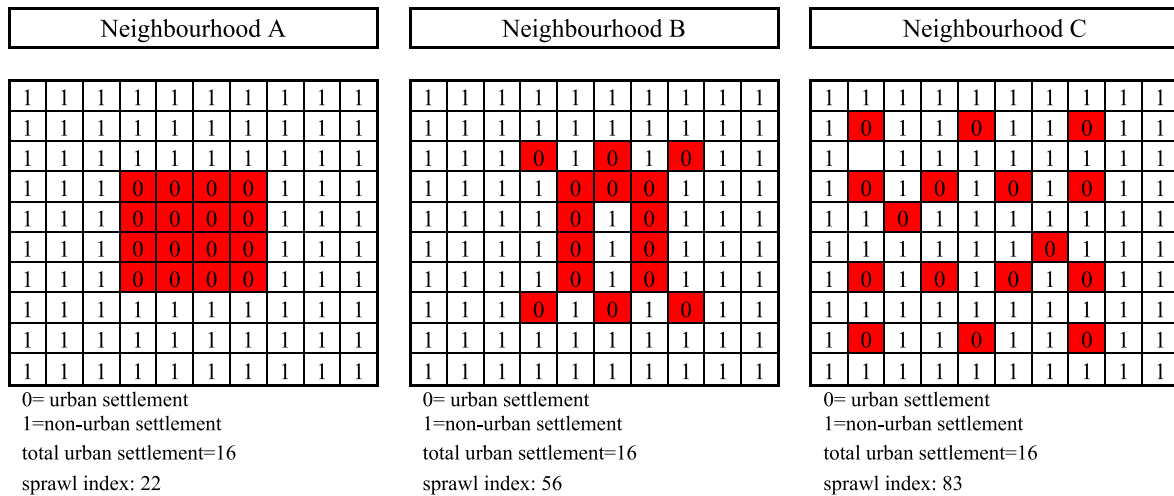 Neighbourhood A
1 1 1 1 1 1 1 1 1 1
1 1 1 1 1 1 1 1 1 1
1 1 1 1 1 1 1 1 1 1
1 1 1 0 0 0 0 1 1 1
1 1 1 0 0 0 0 1 1 1
1 1 1 0 0 0 0 1 1 1
1 1 1 0 0 0 0 1 1 1
1 1 1 1 1 1 1 1 1 1
1 1 1 1 1 1 1 1 1 1
1 1 1 1 1 1 1 1 1 1
0= urban settlement
1=non-urban settlement
total urban settlement=16
sprawl index: 22
Neighbourhood B
1 1 1 1 1 1 1 1 1 1
1 1 1 1 1 1 1 1 1 1
1 1 1 0 1 0 1 0 1 1
1 1 1 1 0 0 0 1 1 1
1 1 1 1 0 1 0 1 1 1
1 1 1 1 0 1 0 1 1 1
1 1 1 1 0 1 0 1 1 1
1 1 1 0 1 0 1 0 1 1
1 1 1 1 1 1 1 1 1 1
1 1 1 1 1 1 1 1 1 1
0= urban settlement
1=non-urban settlement
total urban settlement=16
sprawl index: 56
Neighbourhood C
1 1 1 1 1 1 1 1 1 1
1 0 1 1 0 1 1 0 1 1
1 1 1 1 1 1 1 1 1
1 0 1 0 1 0 1 0 1 1
1 1 0 1 1 1 1 1 1 1
1 1 1 1 1 1 0 1 1 1
1 0 1 0 1 0 1 0 1 1
1 1 1 1 1 1 1 1 1 1
1 0 1 1 0 1 1 0 1 1
1 1 1 1 1 1 1 1 1 1
0= urban settlement
1=non-urban settlement
total urban settlement=16
sprawl index: 83